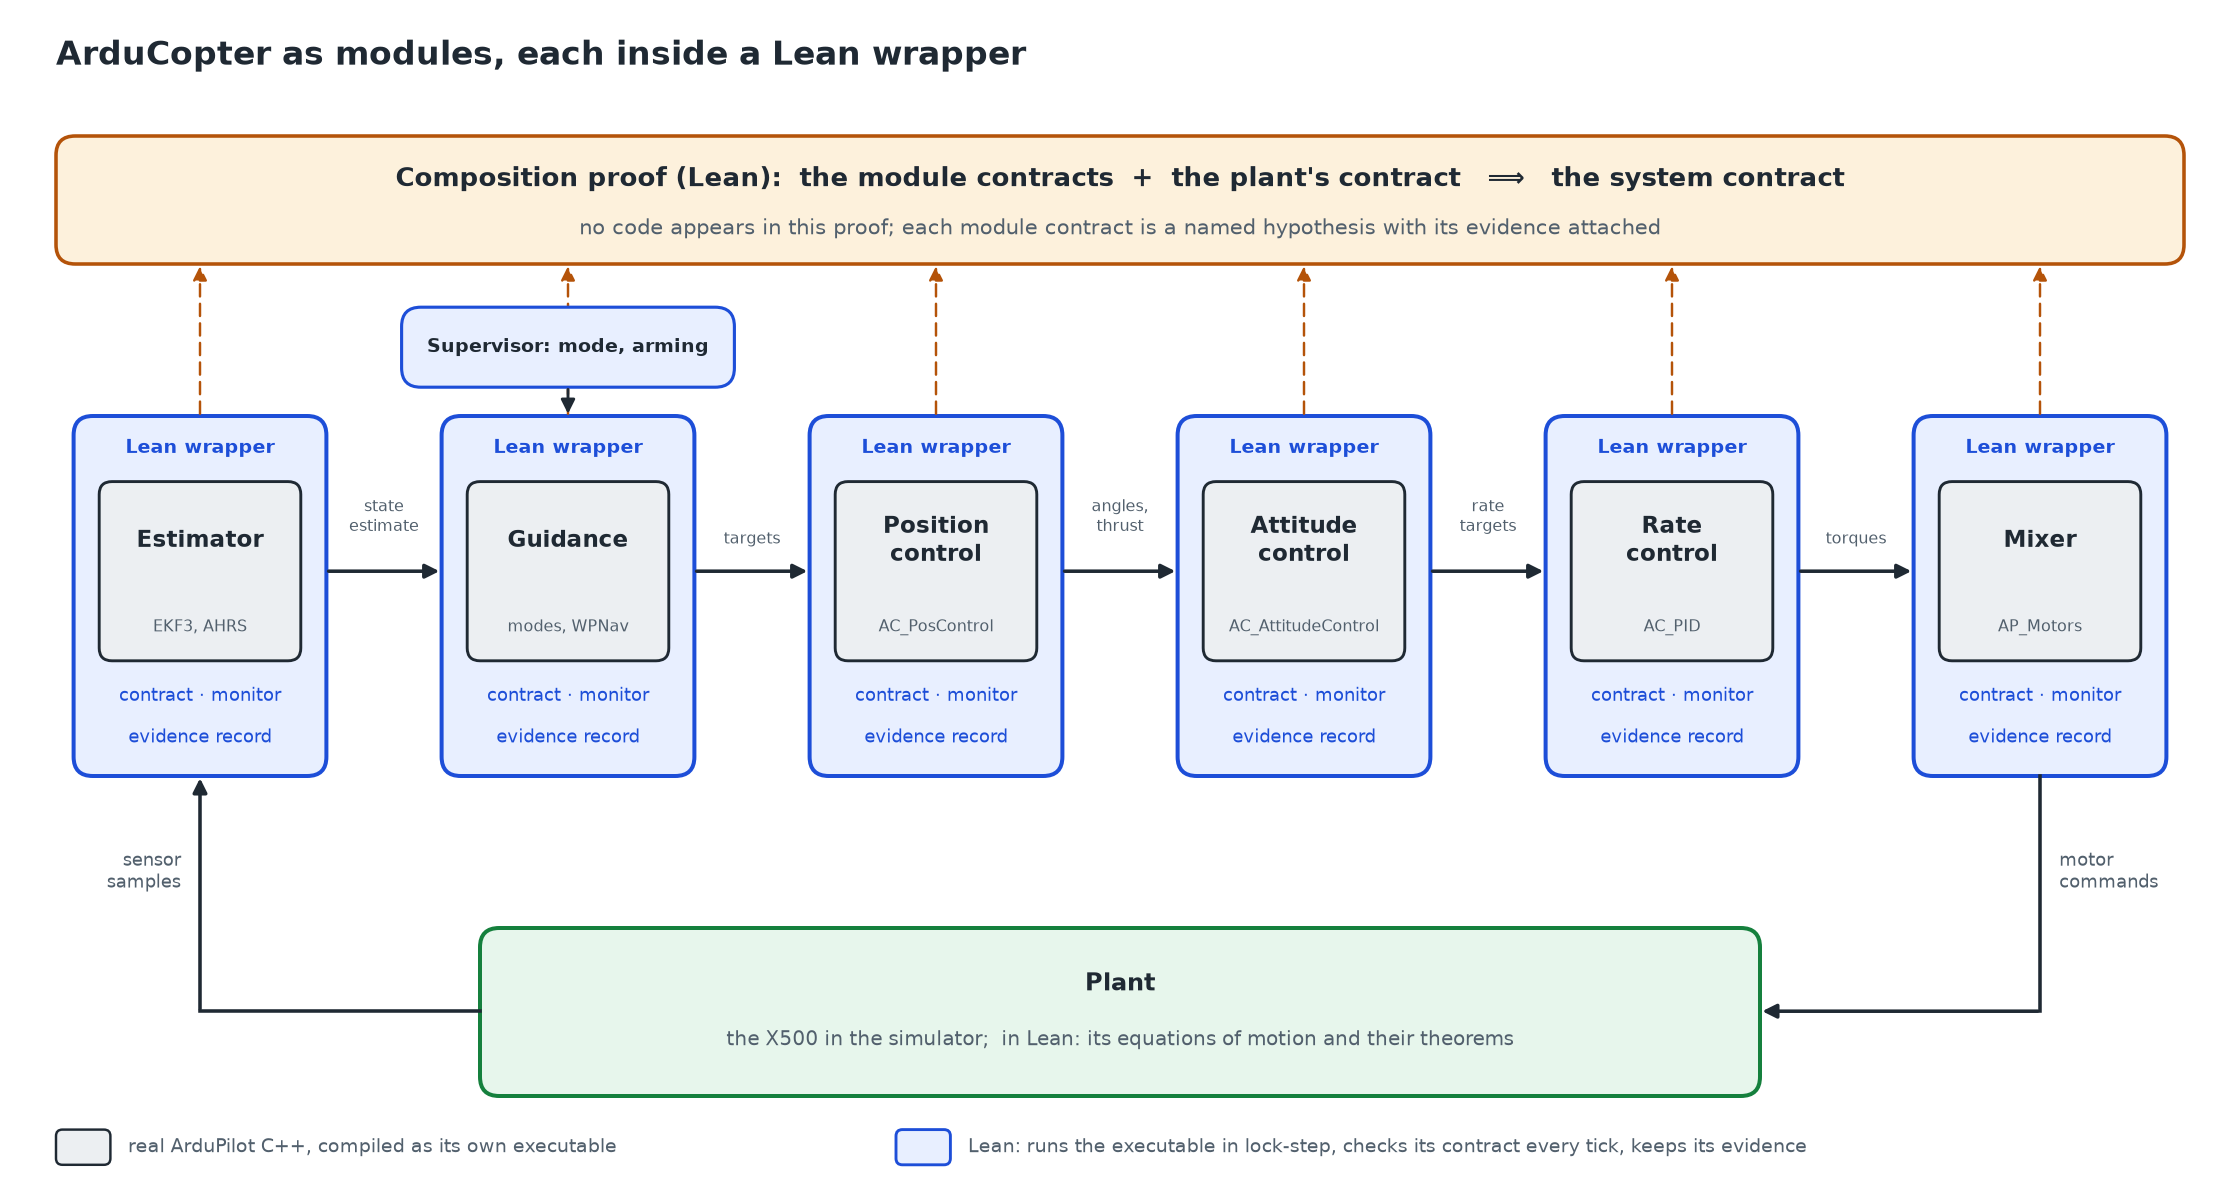 ArduCopter as modules, each inside a Lean wrapper
Composition proof (Lean):  the module contracts  +  the plant's contract  ⟹  the system contract
no code appears in this proof; each module contract is a named hypothesis with its evidence attached
Supervisor: mode, arming
Lean wrapper
Estimator
EKF3, AHRS
contract · monitor
evidence record
state
estimate
Lean wrapper
Guidance
modes, WPNav
contract · monitor
evidence record
targets
Lean wrapper
Position
control
AC_PosControl
contract · monitor
evidence record
angles,
thrust
Lean wrapper
Attitude
control
AC_AttitudeControl
contract · monitor
evidence record
rate
targets
Lean wrapper
Rate
control
AC_PID
contract · monitor
evidence record
torques
Lean wrapper
Mixer
AP_Motors
contract · monitor
evidence record
sensor
samples
motor
commands
Plant
the X500 in the simulator;  in Lean: its equations of motion and their theorems
real ArduPilot C++, compiled as its own executable
Lean: runs the executable in lock-step, checks its contract every tick, keeps its evidence